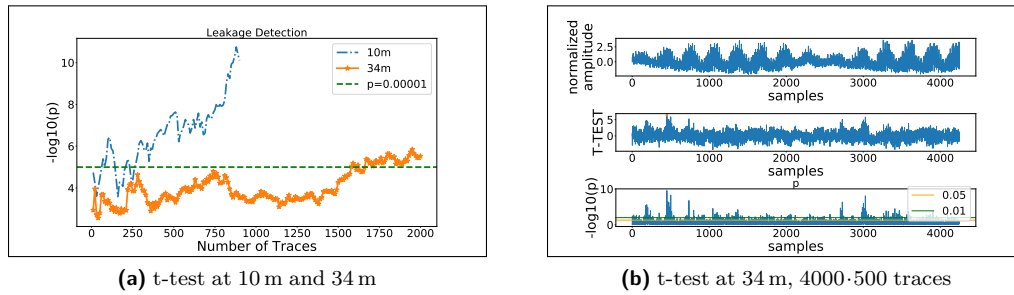 Leakage Detection
10m
34m
p=0.00001
10
8
6
4
-log10(p)
0 250 500 750 1000 1250 1500 1750 2000
Number of Traces
(a) t-test at 10 m and 34 m
normalized
amplitude
2.5
0.0
0 1000 2000 3000 4000
samples
T-TEST
5
0
0 1000 2000 3000 4000
samples
p
-log10(p)
10
5
0
0.05
0.01
0 1000 2000 3000 4000
samples
(b) t-test at 34 m, 4000·500 traces